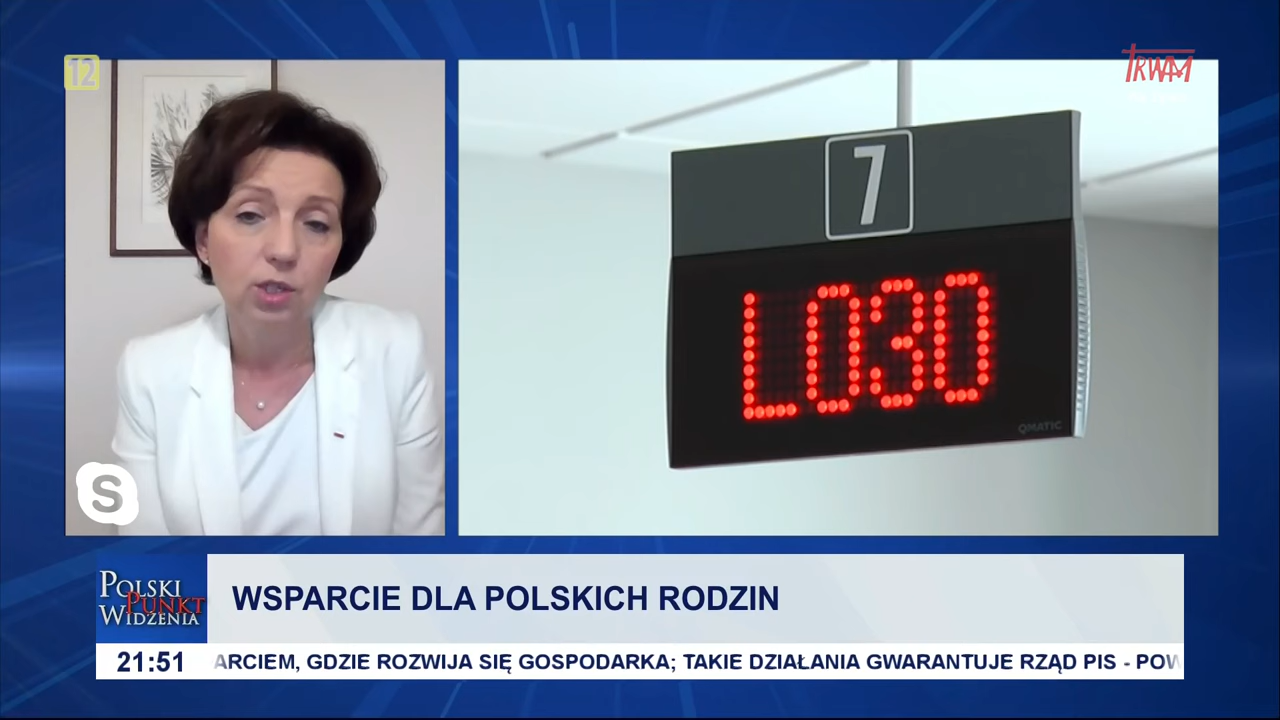 12
TRWAM
7
L030
QMATIC
S
POLSKI
PUNKT
WIDZENIA
WSPARCIE DLA POLSKICH RODZIN
21:51
ARCIEM, GDZIE ROZWIJA SIĘ GOSPODARKA; TAKIE DZIAŁANIA GWARANTUJE RZĄD PIS - POW